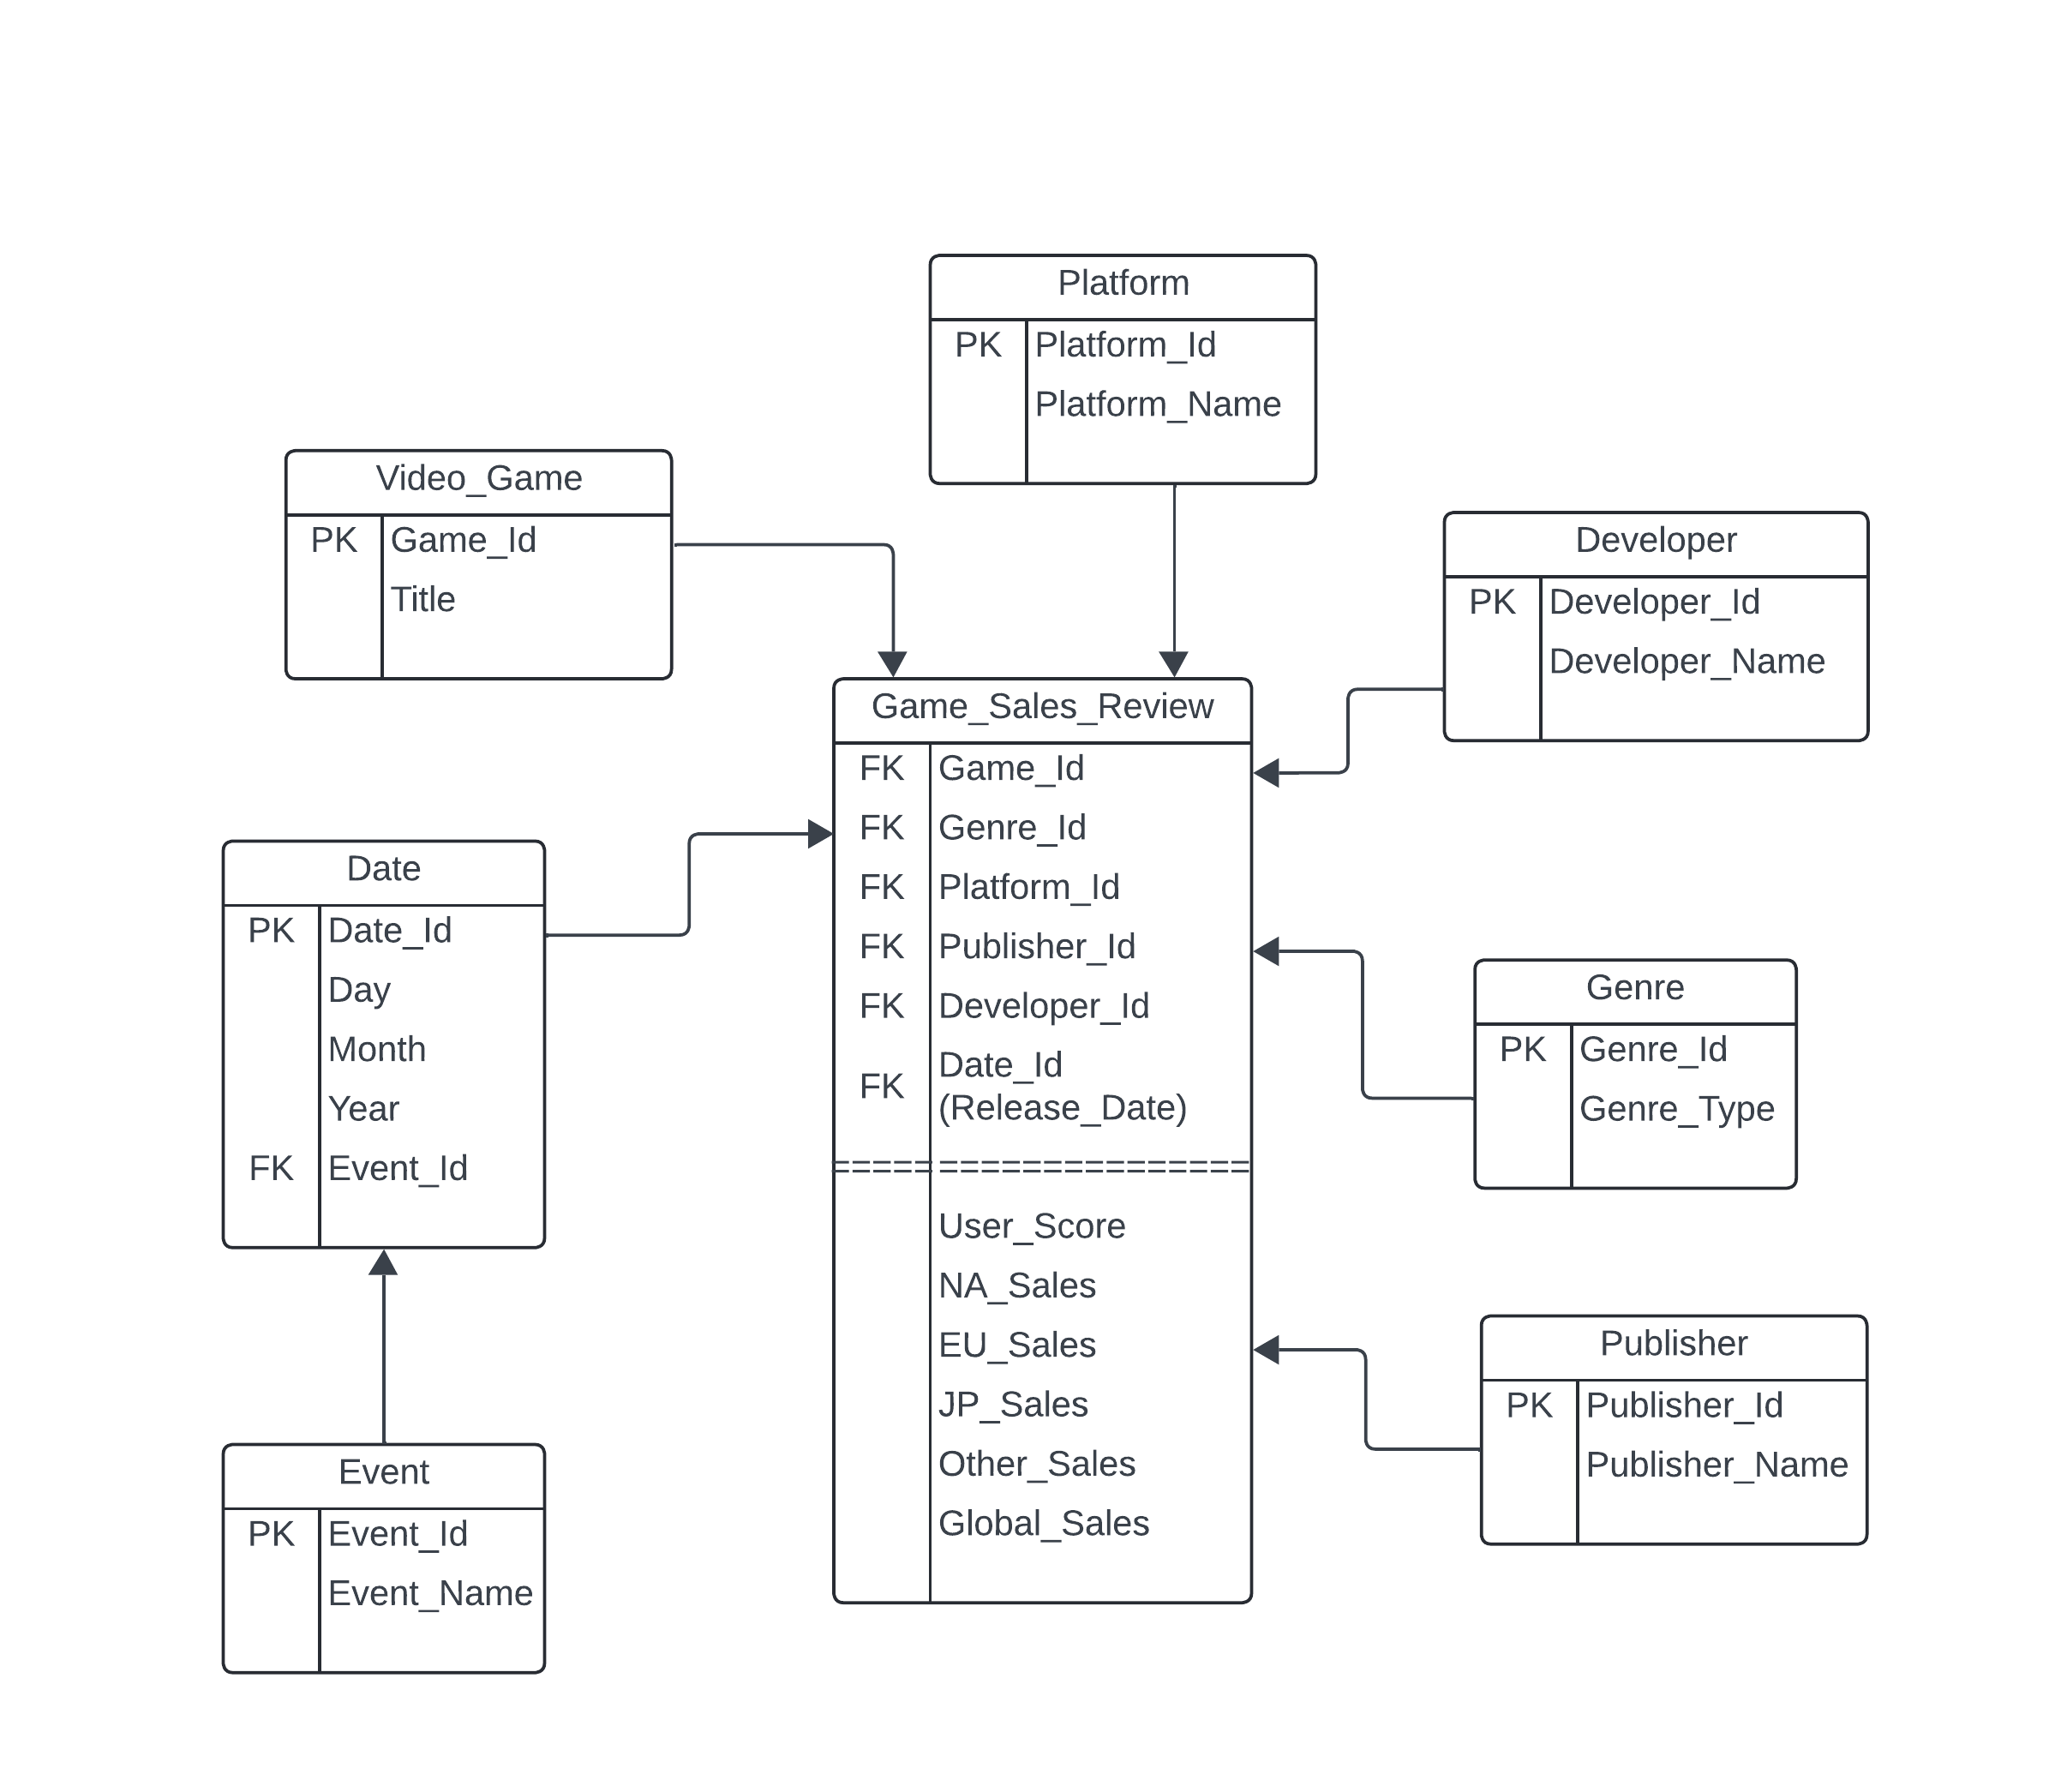 Platform
PK Platform_Id
Platform_Name
Video_Game
PK Game_Id
Title
Developer
PK Developer_Id
Developer_Name
Game_Sales_Review
FK Game_Id
FK Genre_Id
FK Platform_Id
FK Publisher_Id
FK Developer_Id
FK Date_Id
(Release_Date)
User_Score
NA_Sales
EU_Sales
JP_Sales
Other_Sales
Global_Sales
Date
PK Date_Id
Day
Month
Year
FK Event_Id
Genre
PK Genre_Id
Genre_Type
Publisher
PK Publisher_Id
Publisher_Name
Event
PK Event_Id
Event_Name